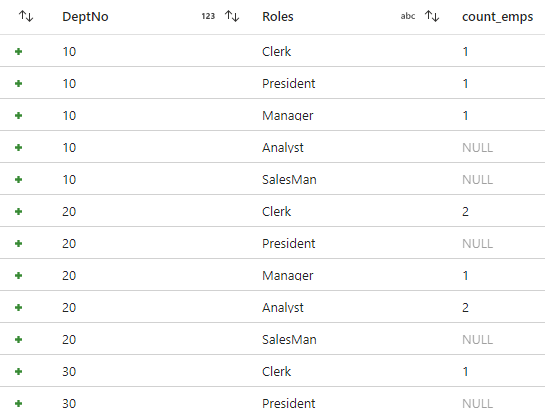 DeptNo 123 Roles abc count_emps
10 Clerk 1
10 President 1
10 Manager 1
10 Analyst NULL
10 SalesMan NULL
20 Clerk 2
20 President NULL
20 Manager 1
20 Analyst 2
20 SalesMan NULL
30 Clerk 1
30 President NULL